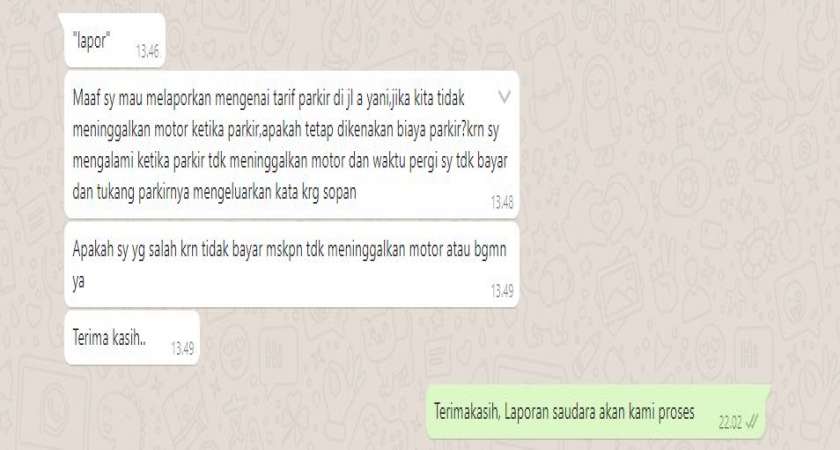 "lapor"
13.46
Maaf sy mau melaporkan mengenai tarif parkir di jl a yani,jika kita tidak
meninggalkan motor ketika parkir,apakah tetap dikenakan biaya parkir?krn sy
mengalami ketika parkir tdk meninggalkan motor dan waktu pergi sy tdk bayar
dan tukang parkirnya mengeluarkan kata krg sopan
13.48
Apakah sy yg salah krn tidak bayar mskpn tdk meninggalkan motor atau bgmn
ya
13.49
Terima kasih..
13.49
Terimakasih, Laporan saudara akan kami proses
22.02